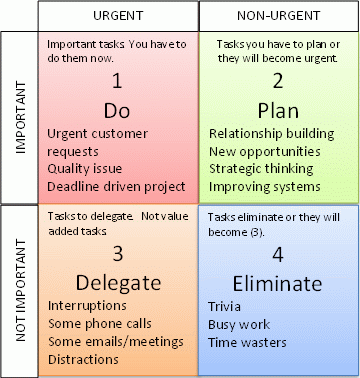 URGENT
NON-URGENT
IMPORTANT
Important tasks. You have to
do them now.
1
Do
Urgent customer
requests
Quality issue
Deadline driven project
Tasks you have to plan or
they will become urgent.
2
Plan
Relationship building
New opportunities
Strategic thinking
Improving systems
NOT IMPORTANT
Tasks to delegate.  Not value
added tasks.
3
Delegate
Interruptions
Some phone calls
Some emails/meetings
Distractions
Tasks eliminate or they will
become (3).
4
Eliminate
Trivia
Busy work
Time wasters